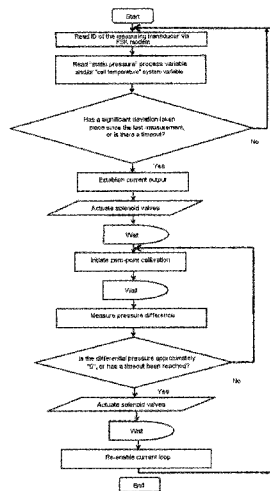 Start
Read ID of the measuring transducer via
FSK modem
Read "static pressure" process variable
and/or "cell temperature" system variable
Has a significant deviation taken
place since the last measurement,
or is there a timeout?
No
Yes
Establish current output
Actuate solenoid valves
Wait
Initiate zero-point calibration
Wait
Measure pressure difference
Is the differential pressure approximately
"0", or has a timeout been reached?
No
Yes
Actuate solenoid valves
Wait
Re-enable current loop
End